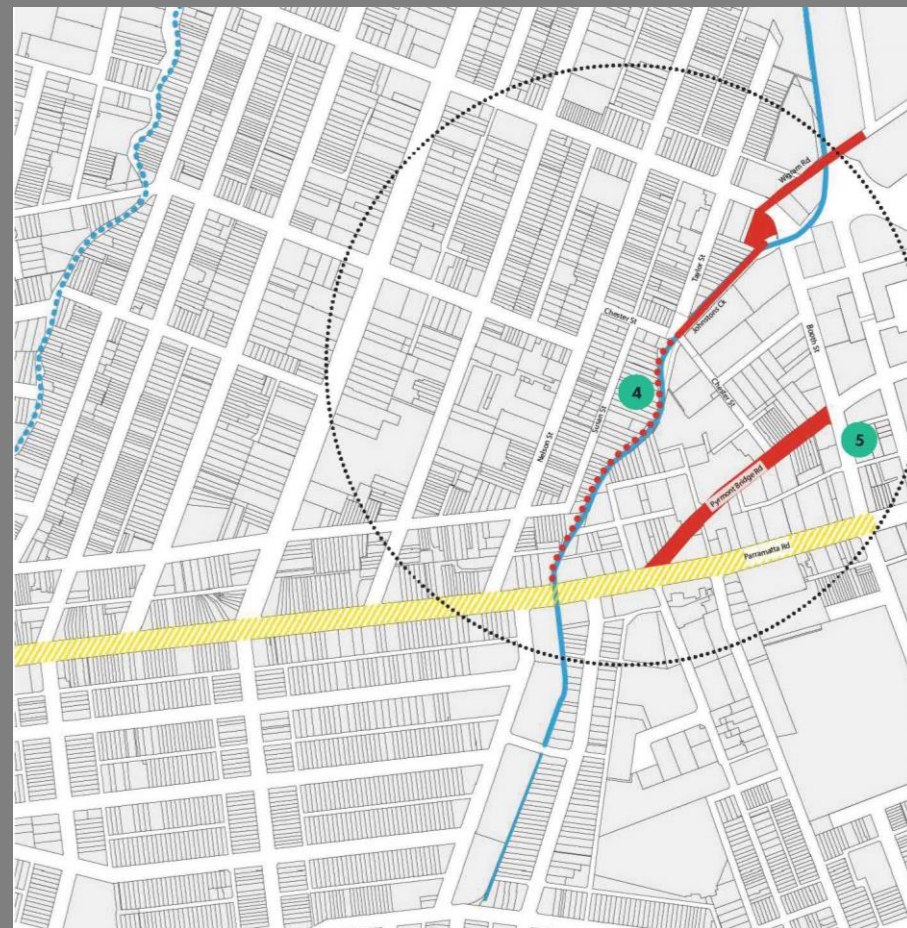 Wigram Rd
Taylor St
Johnstons Ck
Chester St
Booth St
Chester St
4
Susan St
5
Nelson St
Pyrmont Bridge Rd
Parramatta Rd